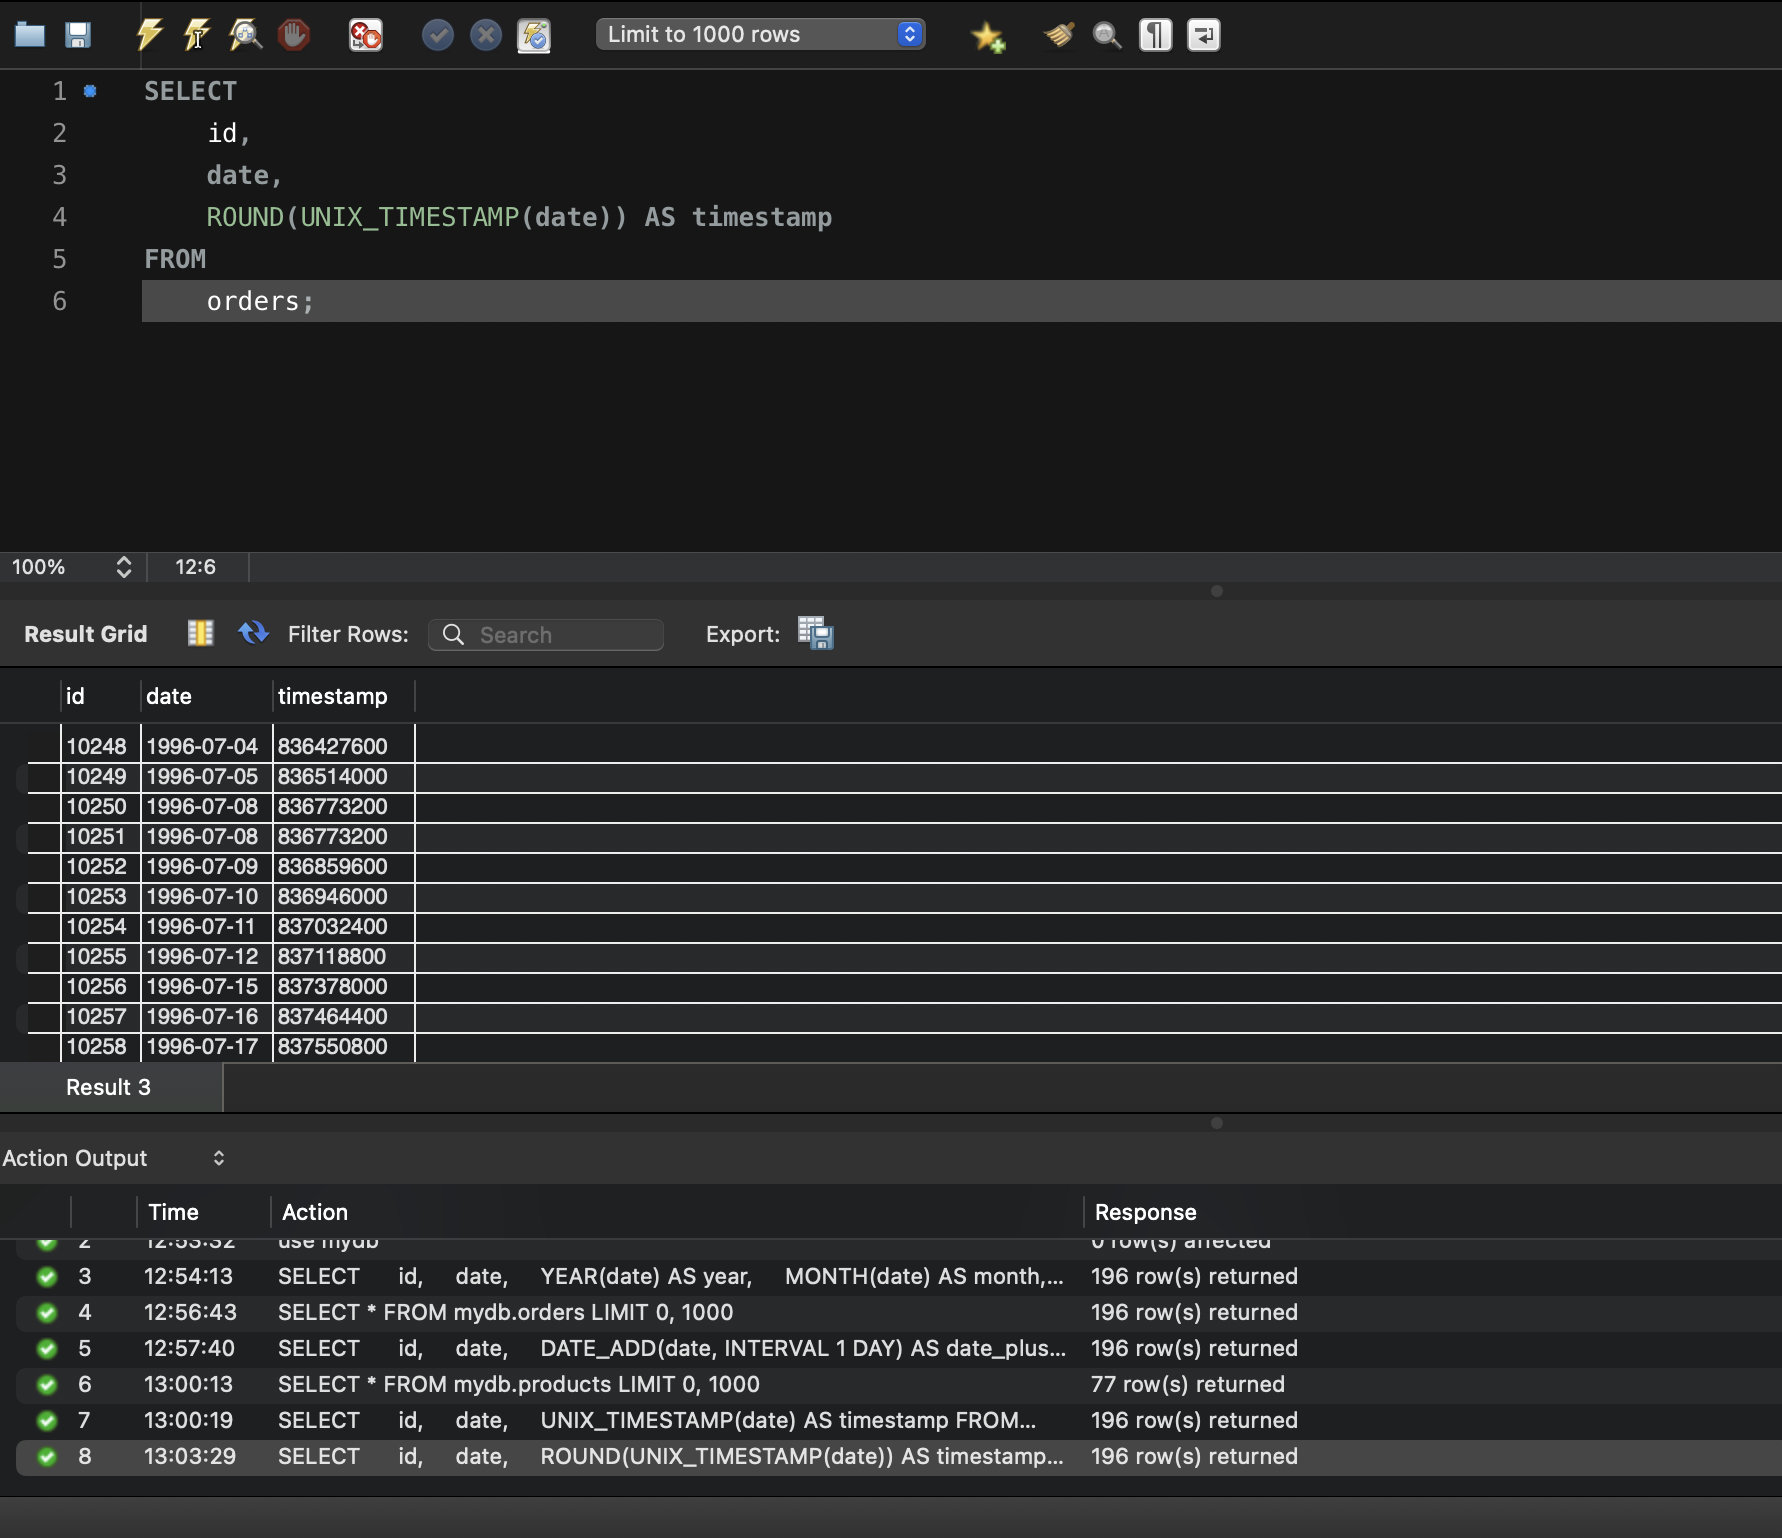 Limit to 1000 rows
1 SELECT
2 id,
3 date,
4 ROUND(UNIX_TIMESTAMP(date)) AS timestamp
5 FROM
6 orders;
100% 12:6
Result Grid Filter Rows: Search Export:
id date timestamp
10248 1996-07-04 836427600
10249 1996-07-05 836514000
10250 1996-07-08 836773200
10251 1996-07-08 836773200
10252 1996-07-09 836859600
10253 1996-07-10 836946000
10254 1996-07-11 837032400
10255 1996-07-12 837118800
10256 1996-07-15 837378000
10257 1996-07-16 837464400
10258 1996-07-17 837550800
Result 3
Action Output
Time Action Response
2 12:53:32 use mydb 0 row(s) affected
3 12:54:13 SELECT id, date, YEAR(date) AS year, MONTH(date) AS month,... 196 row(s) returned
4 12:56:43 SELECT * FROM mydb.orders LIMIT 0, 1000 196 row(s) returned
5 12:57:40 SELECT id, date, DATE_ADD(date, INTERVAL 1 DAY) AS date_plus... 196 row(s) returned
6 13:00:13 SELECT * FROM mydb.products LIMIT 0, 1000 77 row(s) returned
7 13:00:19 SELECT id, date, UNIX_TIMESTAMP(date) AS timestamp FROM... 196 row(s) returned
8 13:03:29 SELECT id, date, ROUND(UNIX_TIMESTAMP(date)) AS timestamp... 196 row(s) returned